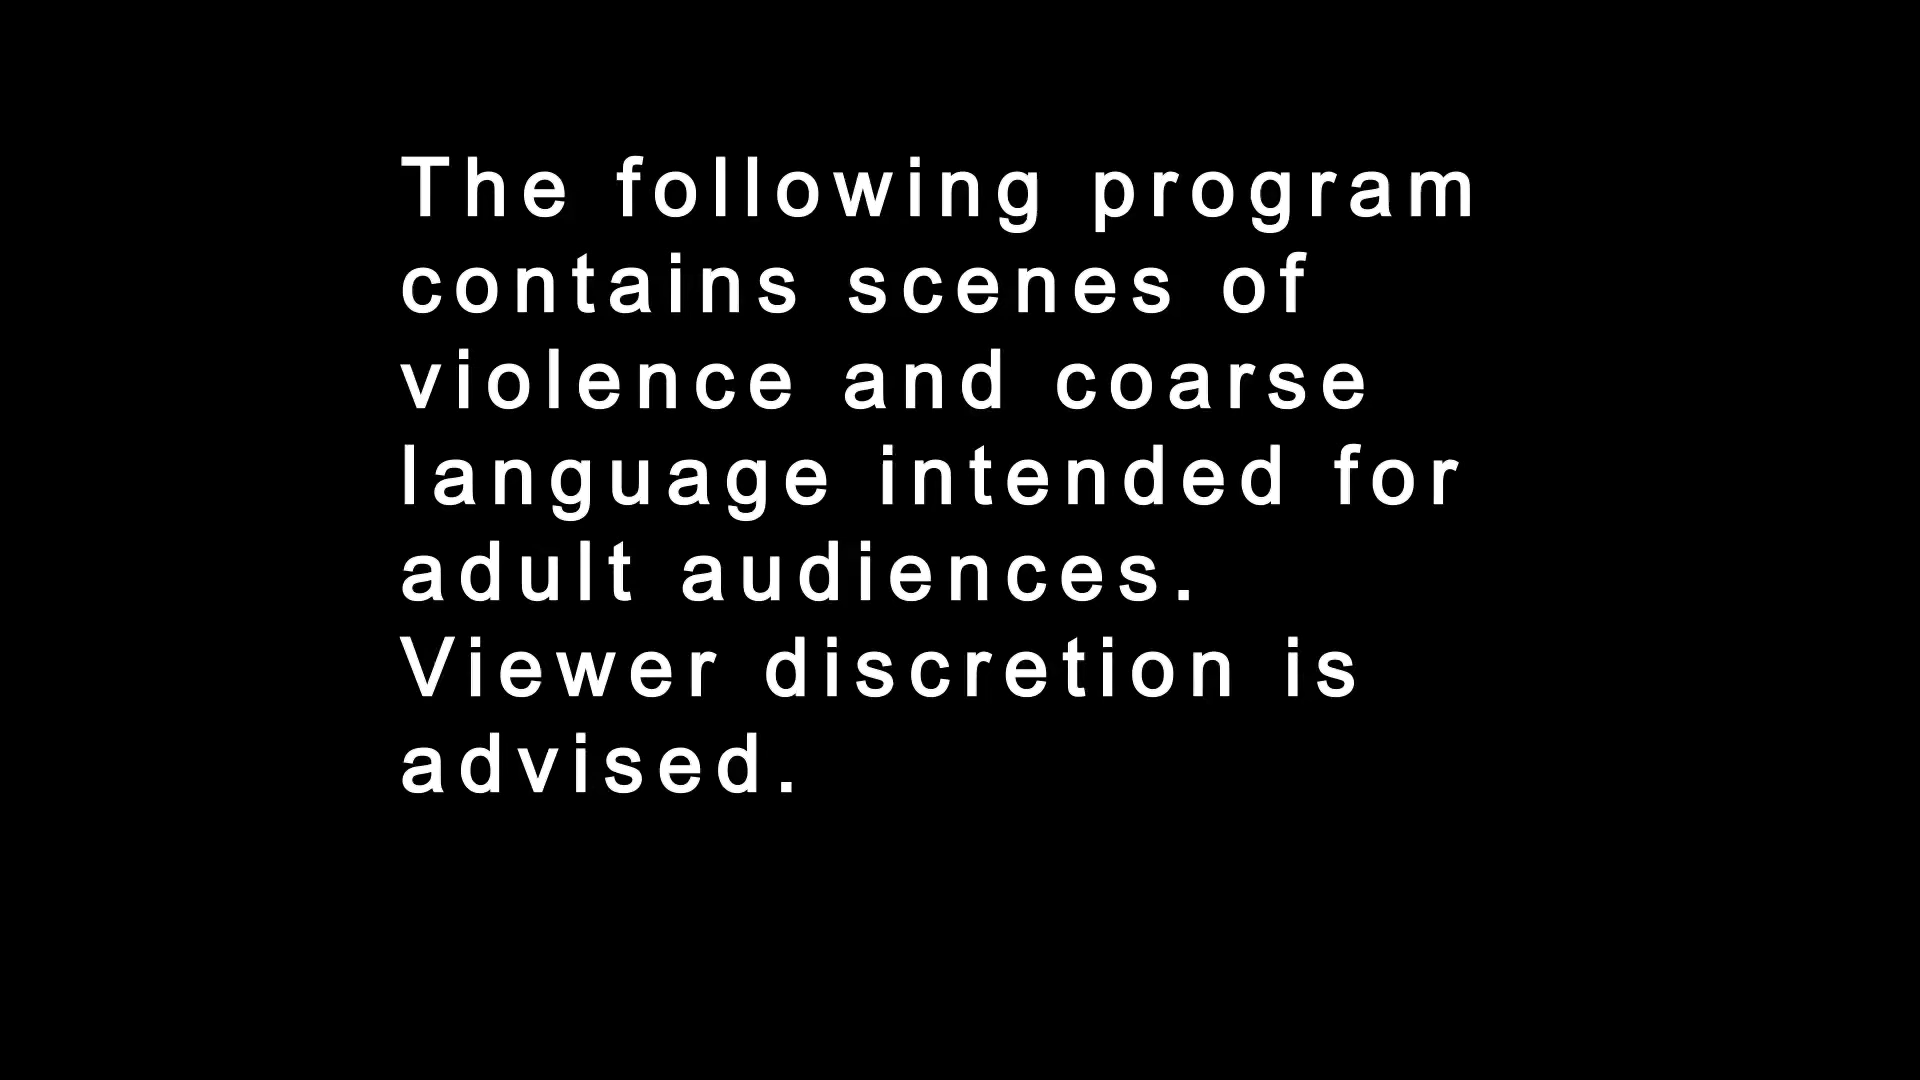 The following program
contains scenes of
violence and coarse
language intended for
adult audiences.
Viewer discretion is
advised.